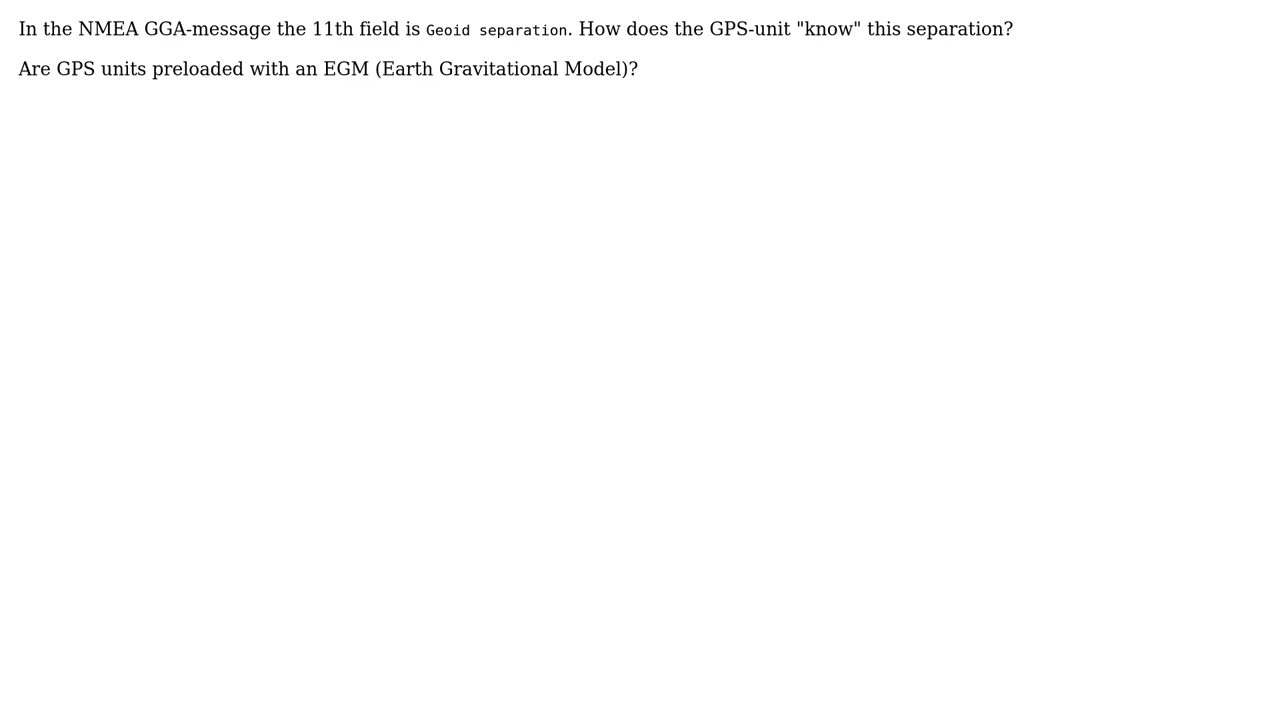 In the NMEA GGA-message the 11th field is Geoid separation. How does the GPS-unit "know" this separation?
Are GPS units preloaded with an EGM (Earth Gravitational Model)?